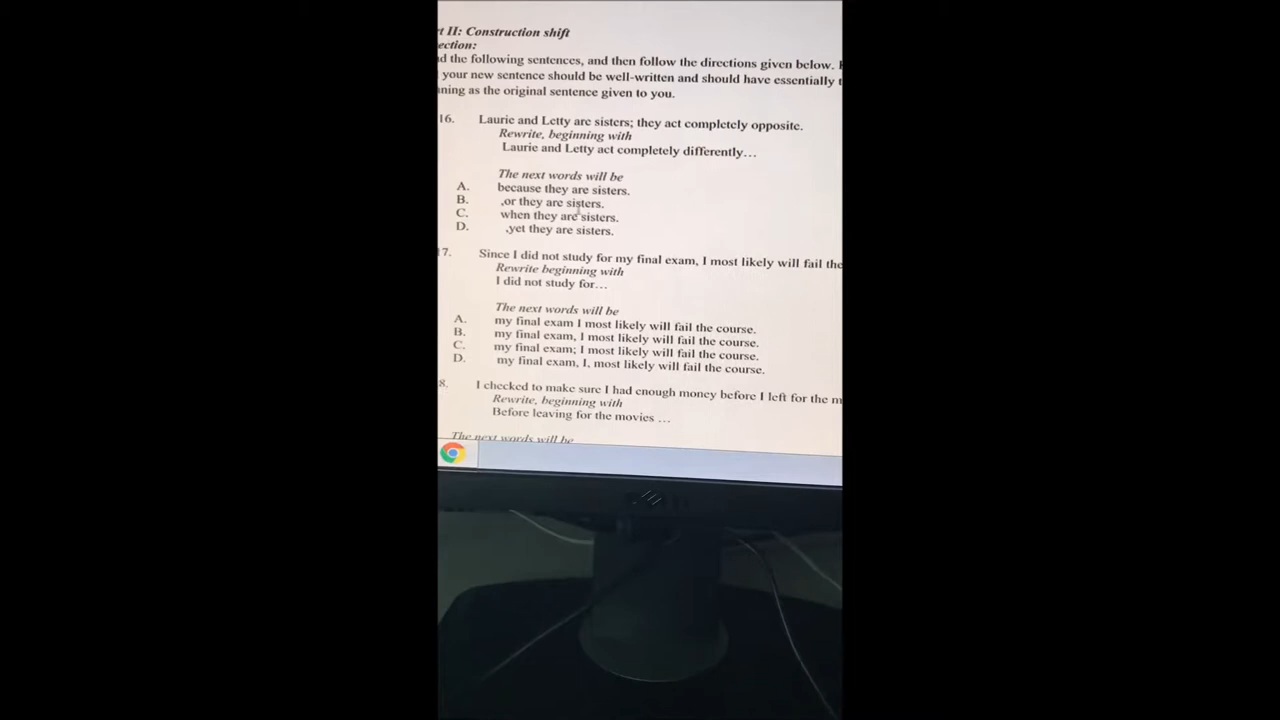 t II: Construction shift
ection:
d the following sentences, and then follow the directions given below.
your new sentence should be well-written and should have essentially t
ning as the original sentence given to you.
16. Laurie and Letty are sisters; they act completely opposite.
Rewrite, beginning with
Laurie and Letty act completely differently…
The next words will be
A. because they are sisters.
B. ,or they are sisters.
C. when they are sisters.
D. ,yet they are sisters.
17. Since I did not study for my final exam, I most likely will fail the
Rewrite beginning with
I did not study for…
The next words will be
A. my final exam I most likely will fail the course.
B. my final exam, I most likely will fail the course.
C. my final exam; I most likely will fail the course.
D. my final exam, I, most likely will fail the course.
8. I checked to make sure I had enough money before I left for the m
Rewrite, beginning with
Before leaving for the movies …
The next words will be